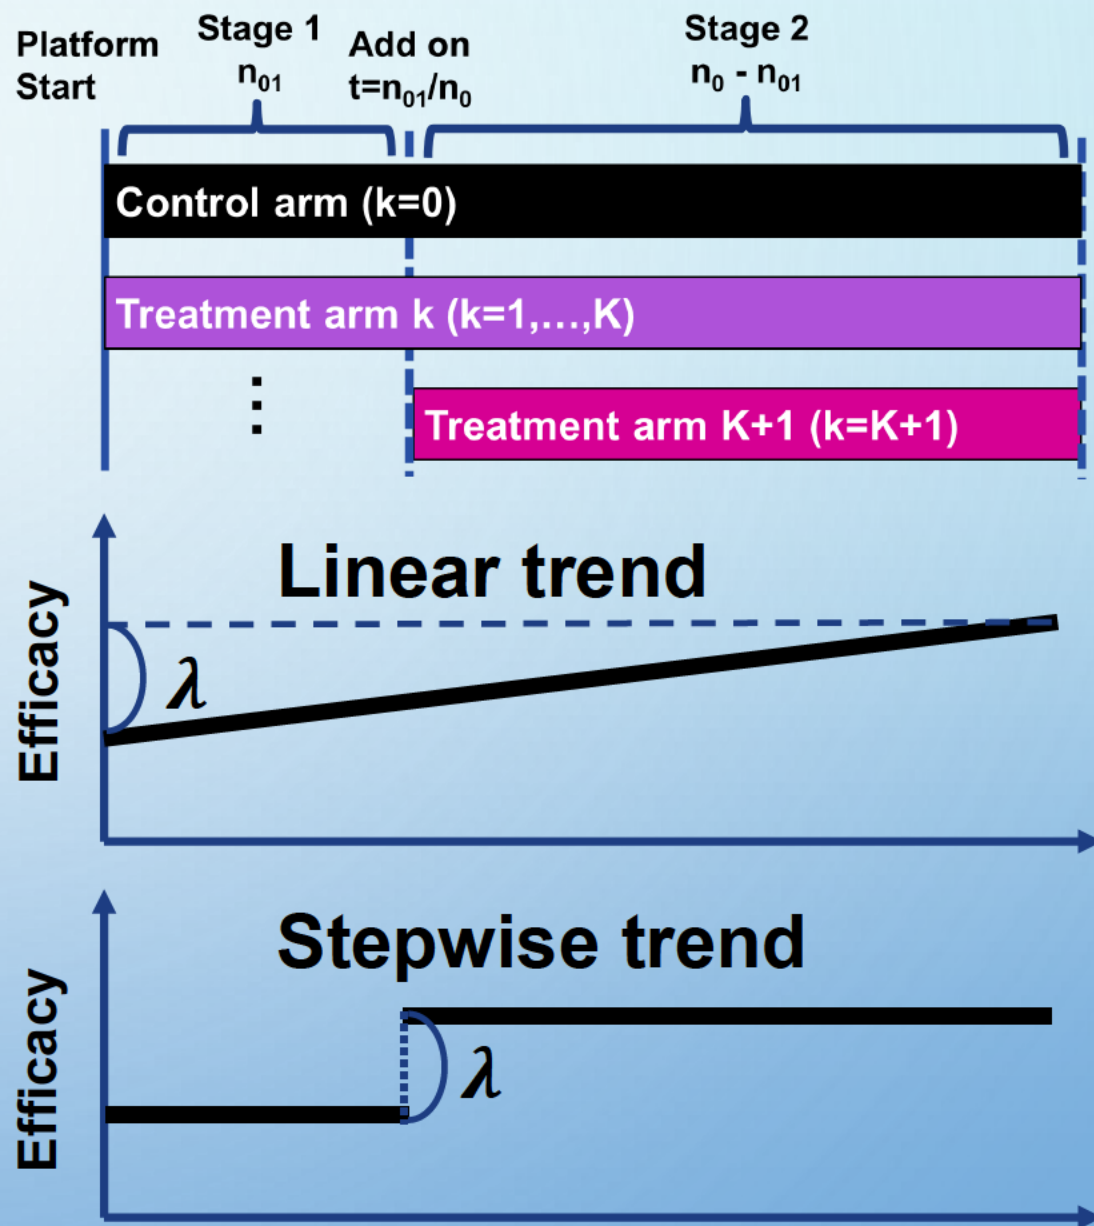 Platform
Start
Stage 1
n₀₁
Add on
t=n₀₁/n₀
Stage 2
n₀ - n₀₁
Control arm (k=0)
Treatment arm k (k=1,…,K)
⋮
Treatment arm K+1 (k=K+1)
Linear trend
Efficacy
λ
Stepwise trend
Efficacy
λ